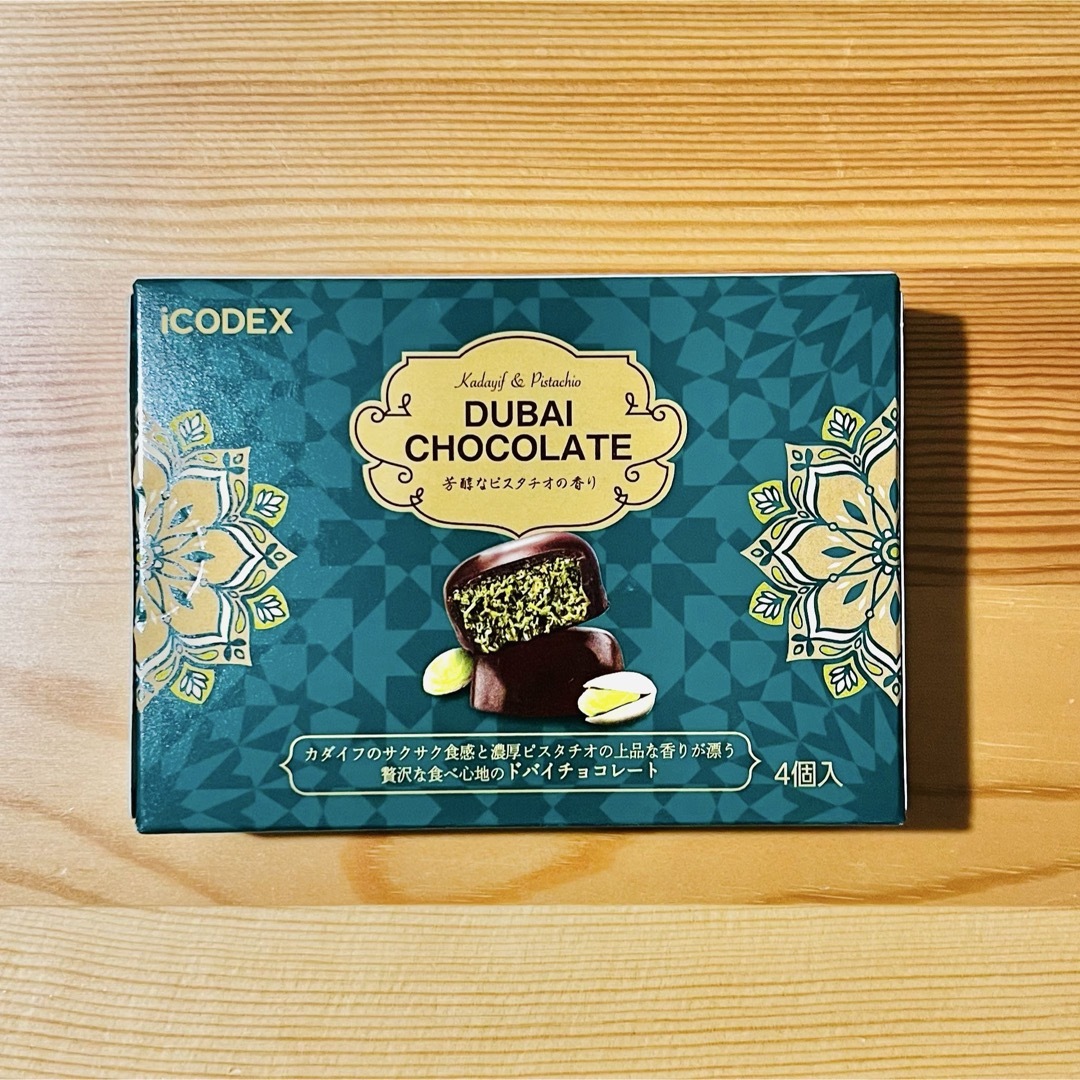 iCODEX
Kadayif & Pistachio
DUBAI
CHOCOLATE
芳醇なピスタチオの香り
カダイフのサクサク食感と濃厚ピスタチオの上品な香りが漂う
贅沢な食べ心地のドバイチョコレート
4個入